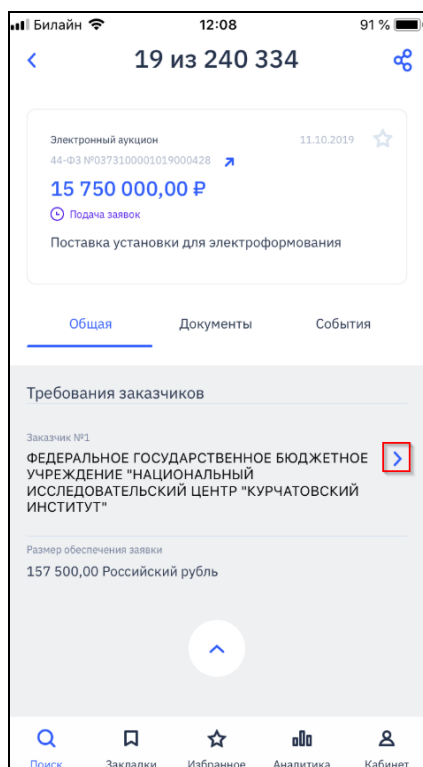 Билайн 12:08 91 %
19 из 240 334
Электронный аукцион 11.10.2019
44-ФЗ №0373100001019000428
15 750 000,00 ₽
Подача заявок
Поставка установки для электроформования
Общая Документы События
Требования заказчиков
Заказчик №1
ФЕДЕРАЛЬНОЕ ГОСУДАРСТВЕННОЕ БЮДЖЕТНОЕ
УЧРЕЖДЕНИЕ "НАЦИОНАЛЬНЫЙ
ИССЛЕДОВАТЕЛЬСКИЙ ЦЕНТР "КУРЧАТОВСКИЙ
ИНСТИТУТ"
Размер обеспечения заявки
157 500,00 Российский рубль
Поиск Закладки Избранное Аналитика Кабинет